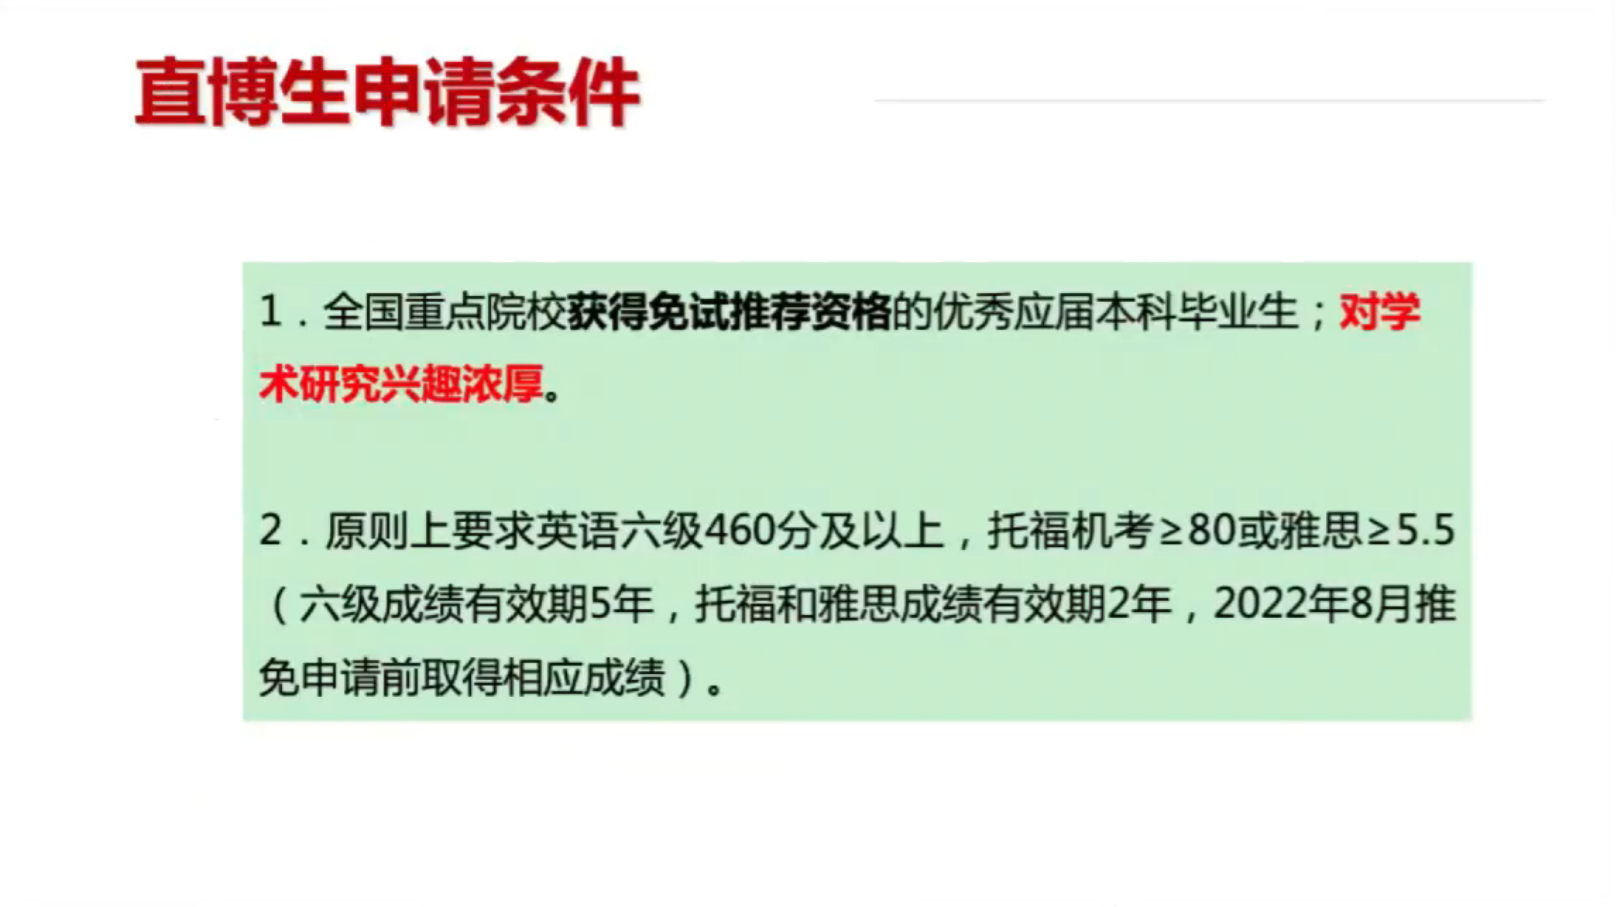 直博生申请条件
1．全国重点院校获得免试推荐资格的优秀应届本科毕业生；对学
术研究兴趣浓厚。
2．原则上要求英语六级460分及以上，托福机考≥80或雅思≥5.5
（六级成绩有效期5年，托福和雅思成绩有效期2年，2022年8月推
免申请前取得相应成绩）。